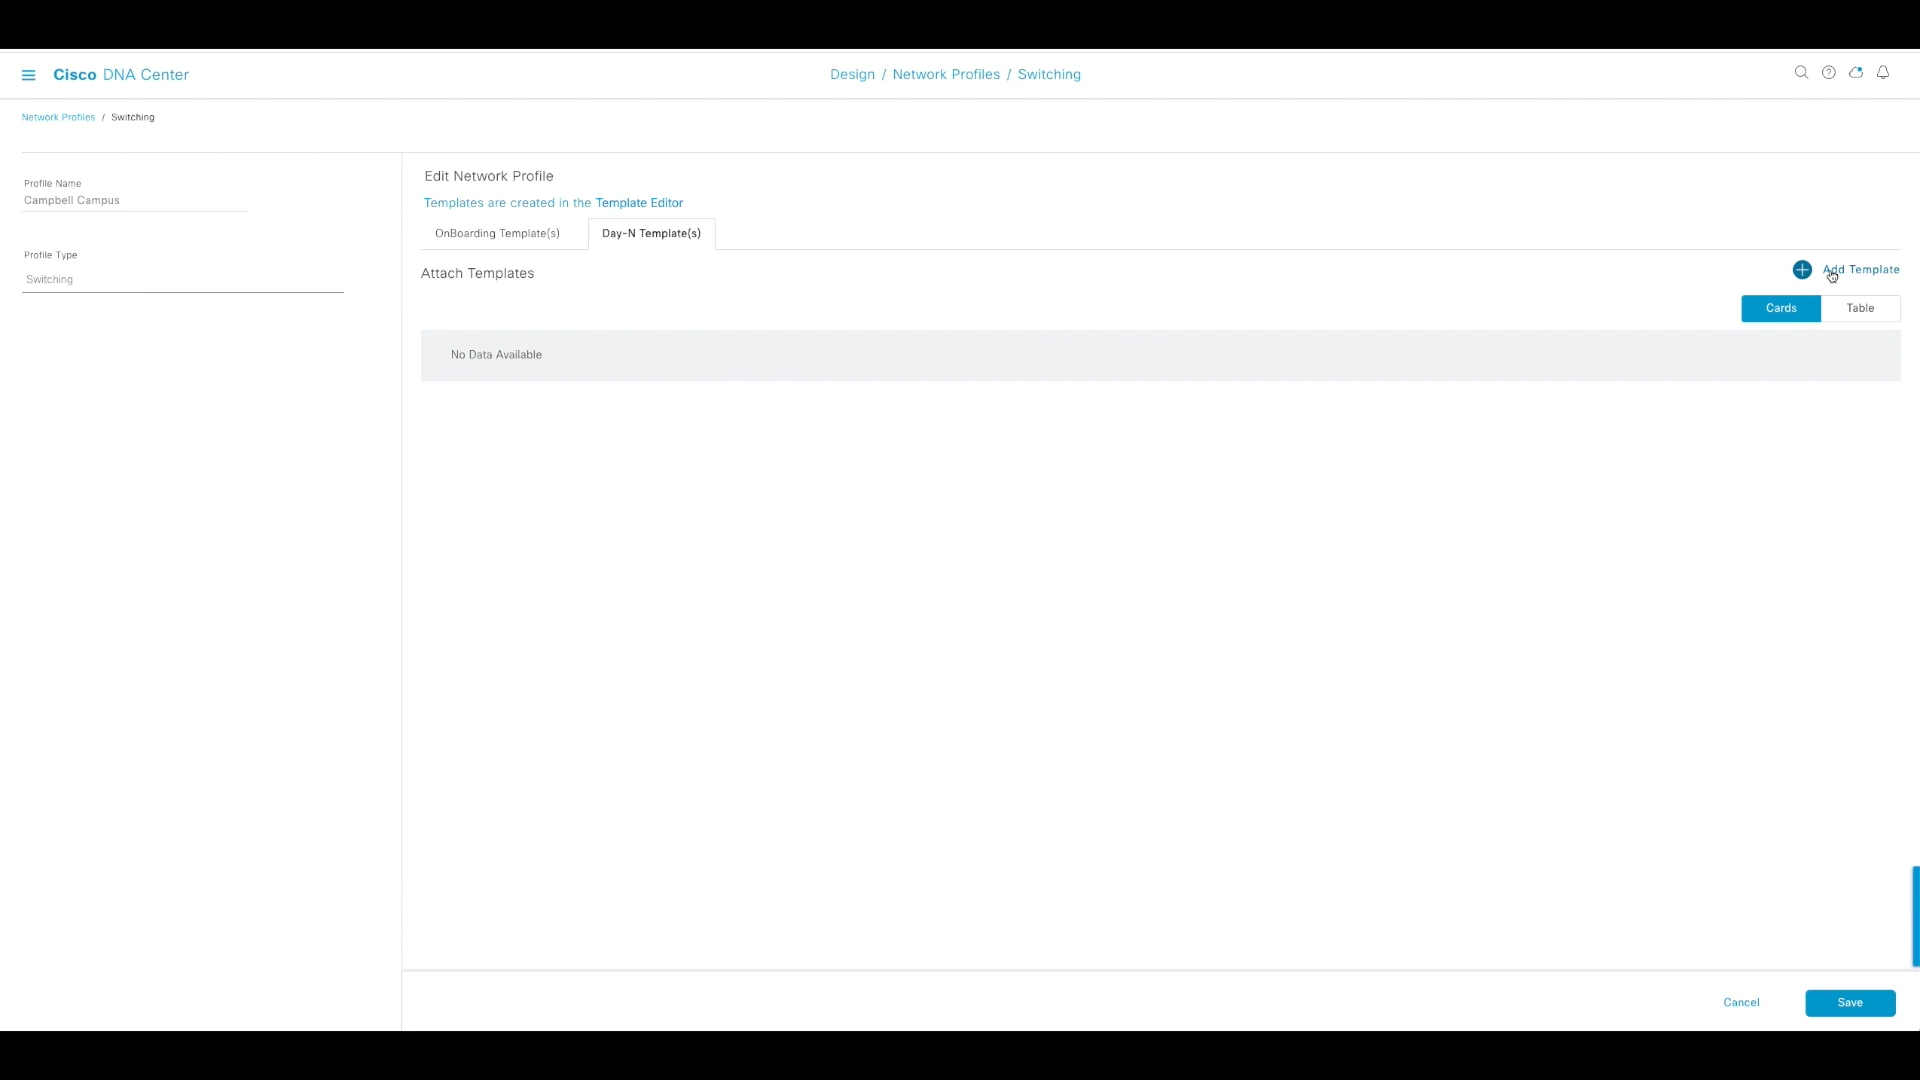 Cisco DNA Center
Design / Network Profiles / Switching
Network Profiles / Switching
Profile Name
Campbell Campus
Profile Type
Switching
Edit Network Profile
Templates are created in the Template Editor
OnBoarding Template(s)
Day-N Template(s)
Attach Templates
Add Template
Cards
Table
No Data Available
Cancel
Save